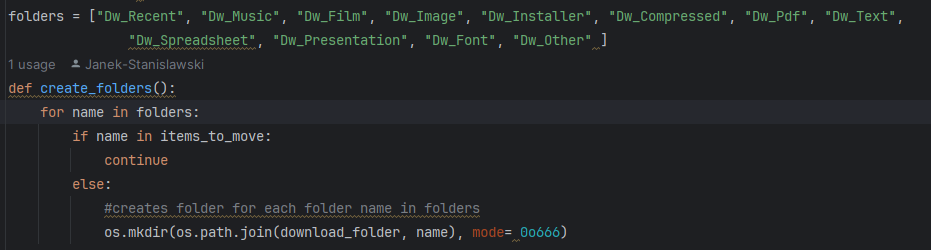 folders = ["Dw_Recent", "Dw_Music", "Dw_Film", "Dw_Image", "Dw_Installer", "Dw_Compressed", "Dw_Pdf", "Dw_Text",
"Dw_Spreadsheet", "Dw_Presentation", "Dw_Font", "Dw_Other" ]
1 usage Janek-Stanislawski
def create_folders():
for name in folders:
if name in items_to_move:
continue
else:
#creates folder for each folder name in folders
os.mkdir(os.path.join(download_folder, name), mode= 0o666)